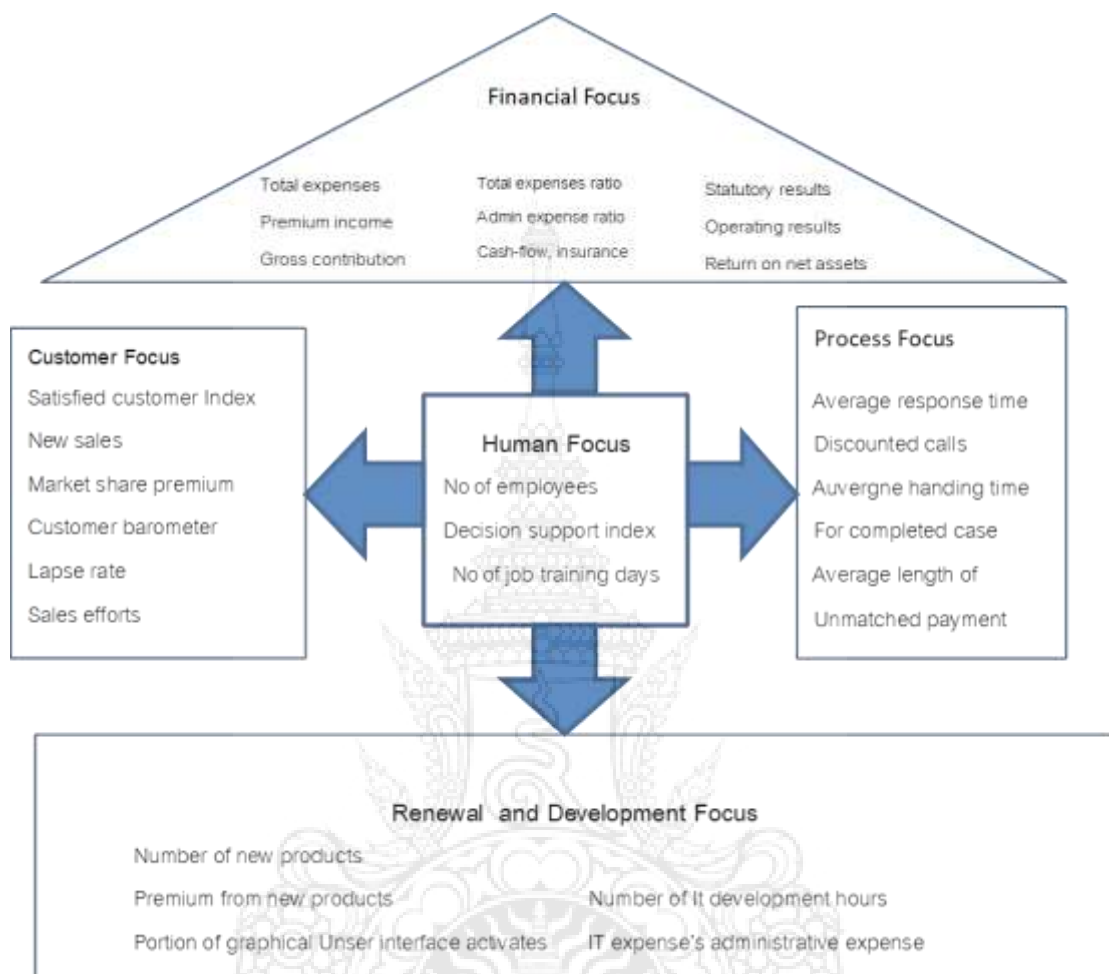 Financial Focus
Total expenses
Premium income
Gross contribution
Total expenses ratio
Admin expense ratio
Cash-flow, insurance
Statutory results
Operating results
Return on net assets
Customer Focus
Satisfied customer Index
New sales
Market share premium
Customer barometer
Lapse rate
Sales efforts
Human Focus
No of employees
Decision support index
No of job training days
Process Focus
Average response time
Discounted calls
Auvergne handing time
For completed case
Average length of
Unmatched payment
Renewal and Development Focus
Number of new products
Premium from new products
Portion of graphical Unser interface activates
Number of It development hours
IT expense's administrative expense